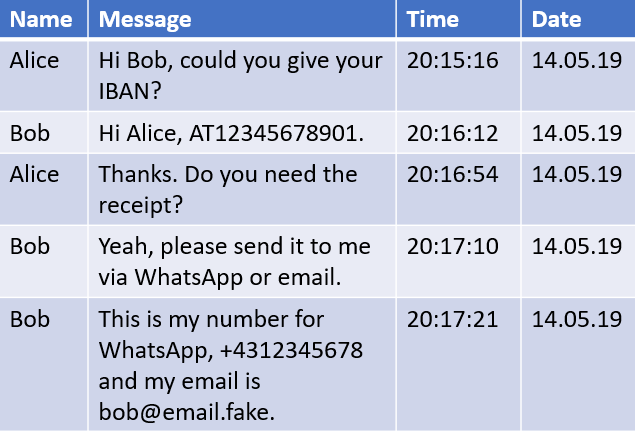 Name Message Time Date
Alice Hi Bob, could you give your 20:15:16 14.05.19
IBAN?
Bob Hi Alice, AT12345678901. 20:16:12 14.05.19
Alice Thanks. Do you need the 20:16:54 14.05.19
receipt?
Bob Yeah, please send it to me 20:17:10 14.05.19
via WhatsApp or email.
Bob This is my number for 20:17:21 14.05.19
WhatsApp, +4312345678
and my email is
bob@email.fake.